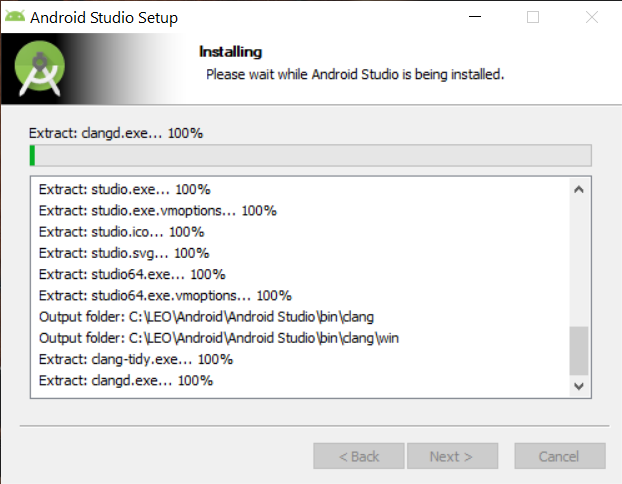 Android Studio Setup
Installing
Please wait while Android Studio is being installed.
Extract: clangd.exe... 100%
Extract: studio.exe... 100%
Extract: studio.exe.vmoptions... 100%
Extract: studio.ico... 100%
Extract: studio.svg... 100%
Extract: studio64.exe... 100%
Extract: studio64.exe.vmoptions... 100%
Output folder: C:\LEO\Android\Android Studio\bin\clang
Output folder: C:\LEO\Android\Android Studio\bin\clang\win
Extract: clang-tidy.exe... 100%
Extract: clangd.exe... 100%
< Back Next > Cancel